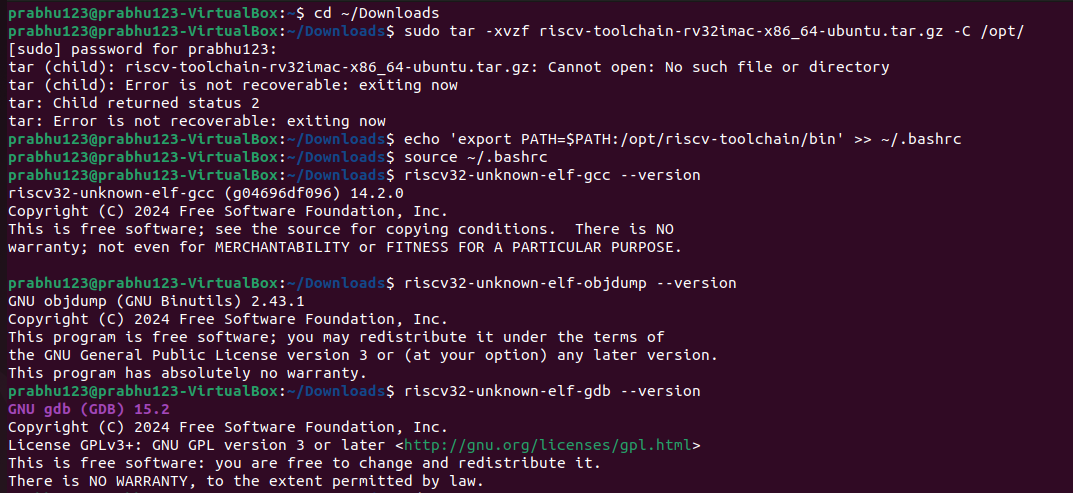 prabhu123@prabhu123-VirtualBox:~$ cd ~/Downloads
prabhu123@prabhu123-VirtualBox:~/Downloads$ sudo tar -xvzf riscv-toolchain-rv32imac-x86_64-ubuntu.tar.gz -C /opt/
[sudo] password for prabhu123:
tar (child): riscv-toolchain-rv32imac-x86_64-ubuntu.tar.gz: Cannot open: No such file or directory
tar (child): Error is not recoverable: exiting now
tar: Child returned status 2
tar: Error is not recoverable: exiting now
prabhu123@prabhu123-VirtualBox:~/Downloads$ echo 'export PATH=$PATH:/opt/riscv-toolchain/bin' >> ~/.bashrc
prabhu123@prabhu123-VirtualBox:~/Downloads$ source ~/.bashrc
prabhu123@prabhu123-VirtualBox:~/Downloads$ riscv32-unknown-elf-gcc --version
riscv32-unknown-elf-gcc (g04696df096) 14.2.0
Copyright (C) 2024 Free Software Foundation, Inc.
This is free software; see the source for copying conditions.  There is NO
warranty; not even for MERCHANTABILITY or FITNESS FOR A PARTICULAR PURPOSE.
prabhu123@prabhu123-VirtualBox:~/Downloads$ riscv32-unknown-elf-objdump --version
GNU objdump (GNU Binutils) 2.43.1
Copyright (C) 2024 Free Software Foundation, Inc.
This program is free software; you may redistribute it under the terms of
the GNU General Public License version 3 or (at your option) any later version.
This program has absolutely no warranty.
prabhu123@prabhu123-VirtualBox:~/Downloads$ riscv32-unknown-elf-gdb --version
GNU gdb (GDB) 15.2
Copyright (C) 2024 Free Software Foundation, Inc.
License GPLv3+: GNU GPL version 3 or later <http://gnu.org/licenses/gpl.html>
This is free software: you are free to change and redistribute it.
There is NO WARRANTY, to the extent permitted by law.